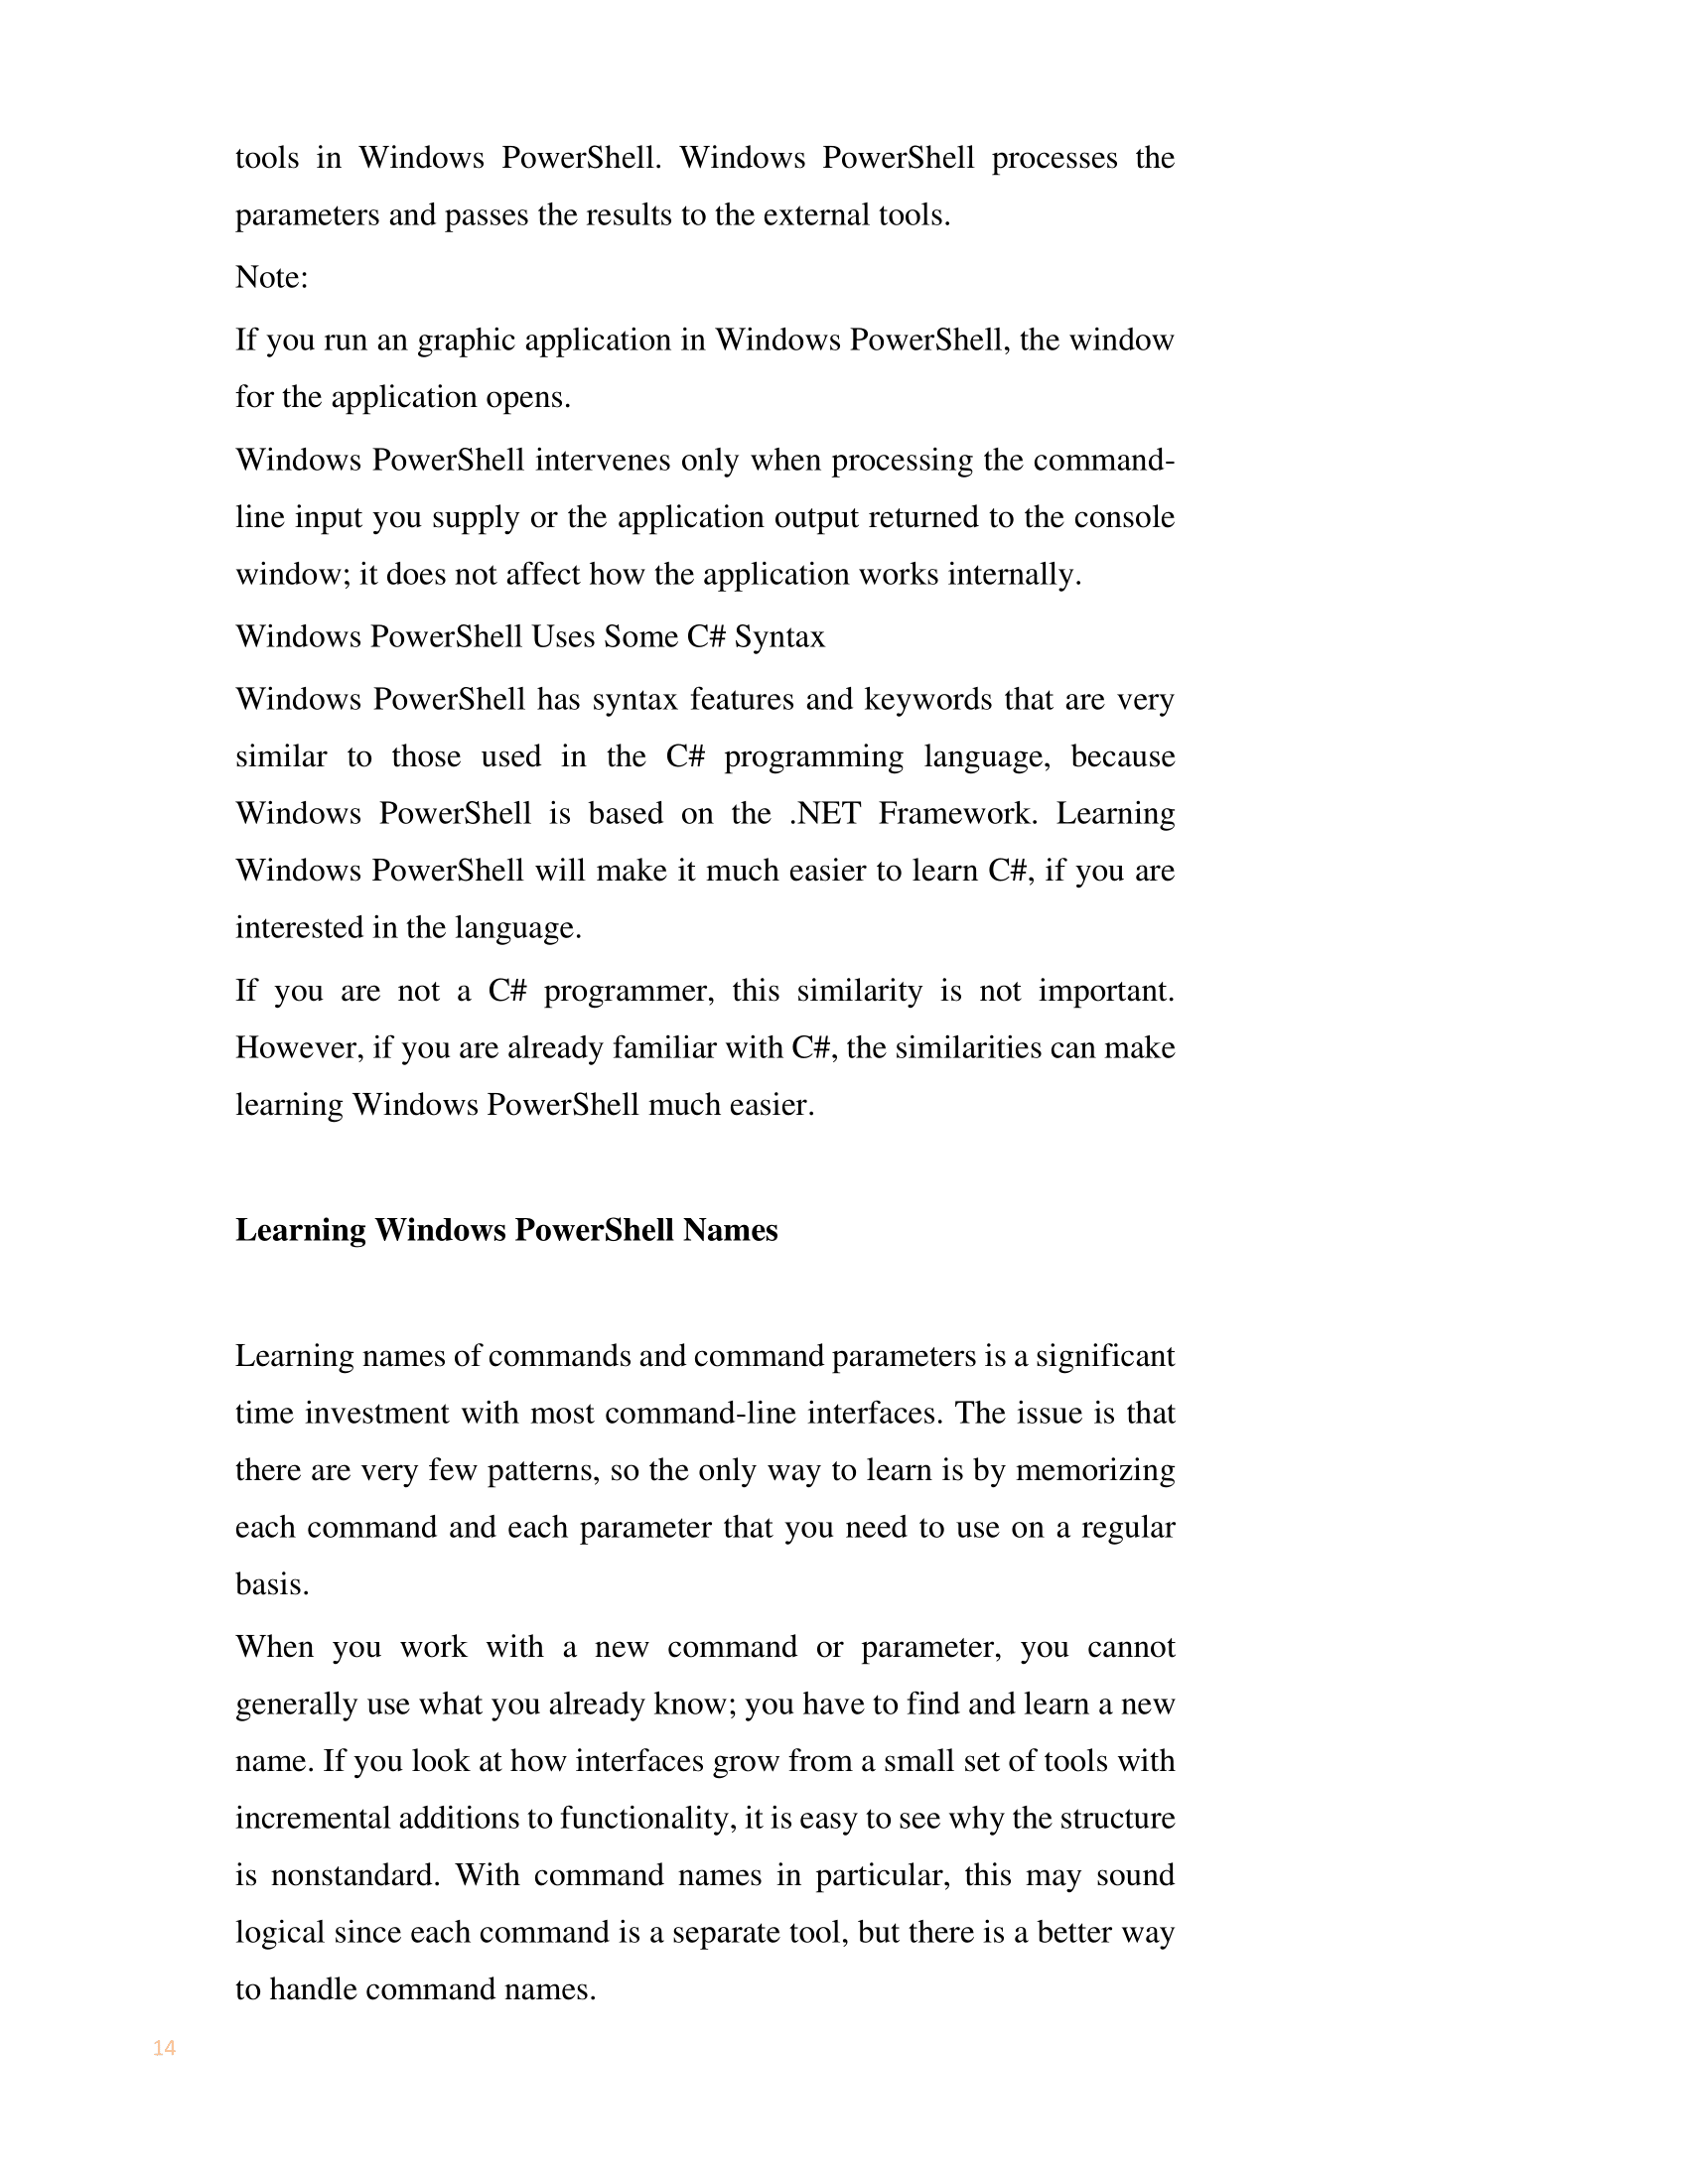 tools in Windows PowerShell. Windows PowerShell processes the
parameters and passes the results to the external tools.
Note:
If you run an graphic application in Windows PowerShell, the window
for the application opens.
Windows PowerShell intervenes only when processing the command-
line input you supply or the application output returned to the console
window; it does not affect how the application works internally.
Windows PowerShell Uses Some C# Syntax
Windows PowerShell has syntax features and keywords that are very
similar to those used in the C# programming language, because
Windows PowerShell is based on the .NET Framework. Learning
Windows PowerShell will make it much easier to learn C#, if you are
interested in the language.
If you are not a C# programmer, this similarity is not important.
However, if you are already familiar with C#, the similarities can make
learning Windows PowerShell much easier.
Learning Windows PowerShell Names
Learning names of commands and command parameters is a significant
time investment with most command-line interfaces. The issue is that
there are very few patterns, so the only way to learn is by memorizing
each command and each parameter that you need to use on a regular
basis.
When you work with a new command or parameter, you cannot
generally use what you already know; you have to find and learn a new
name. If you look at how interfaces grow from a small set of tools with
incremental additions to functionality, it is easy to see why the structure
is nonstandard. With command names in particular, this may sound
logical since each command is a separate tool, but there is a better way
to handle command names.
14